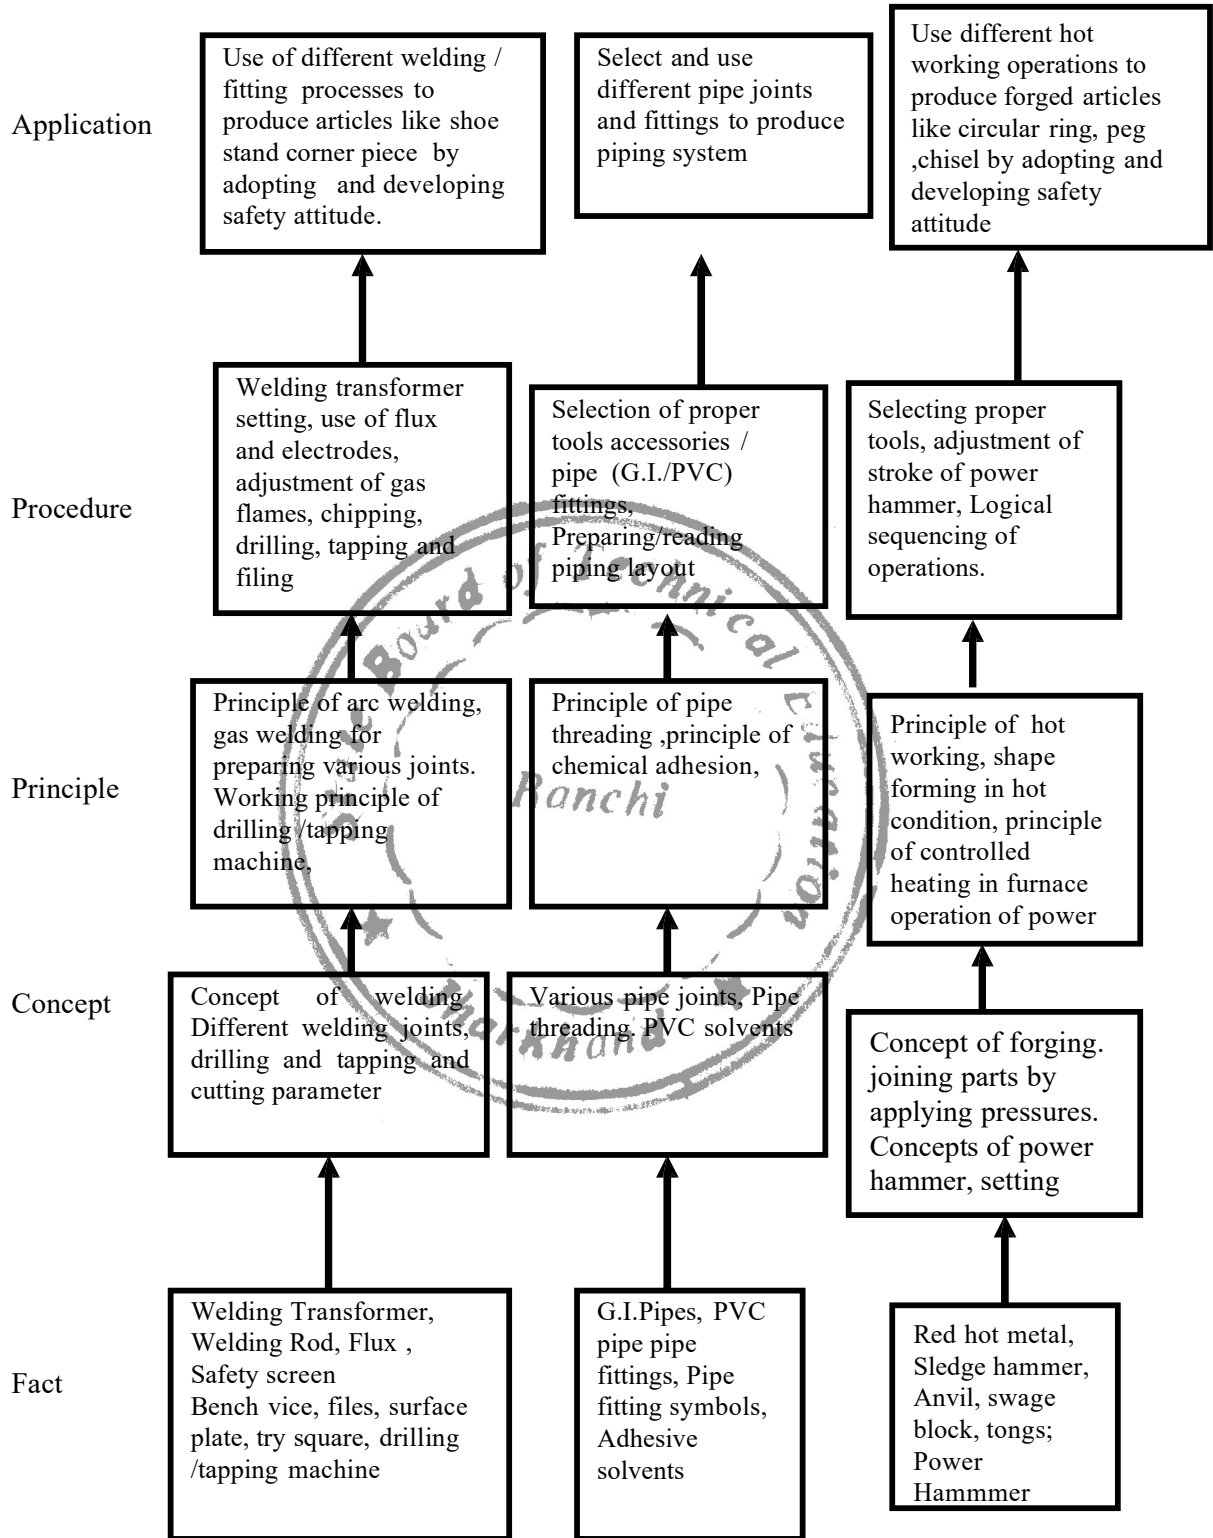 Application
Use of different welding /
fitting processes to
produce articles like shoe
stand corner piece by
adopting and developing
safety attitude.
Select and use
different pipe joints
and fittings to produce
piping system
Use different hot
working operations to
produce forged articles
like circular ring, peg
,chisel by adopting and
developing safety
attitude
Procedure
Welding transformer
setting, use of flux
and electrodes,
adjustment of gas
flames, chipping,
drilling, tapping and
filing
Selection of proper
tools accessories /
pipe (G.I./PVC)
fittings,
Preparing/reading
piping layout
Selecting proper
tools, adjustment of
stroke of power
hammer, Logical
sequencing of
operations.
Principle
Principle of arc welding,
gas welding for
preparing various joints.
Working principle of
drilling /tapping
machine,
Principle of pipe
threading ,principle of
chemical adhesion,
Principle of hot
working, shape
forming in hot
condition, principle
of controlled
heating in furnace
operation of power
Concept
Concept of welding
Different welding joints,
drilling and tapping and
cutting parameter
Various pipe joints, Pipe
threading. PVC solvents
Concept of forging.
joining parts by
applying pressures.
Concepts of power
hammer, setting
Fact
Welding Transformer,
Welding Rod, Flux ,
Safety screen
Bench vice, files, surface
plate, try square, drilling
/tapping machine
G.I.Pipes, PVC
pipe pipe
fittings, Pipe
fitting symbols,
Adhesive
solvents
Red hot metal,
Sledge hammer,
Anvil, swage
block, tongs;
Power
Hammmer
State Board of Technical Education
Ranchi
Jharkhand